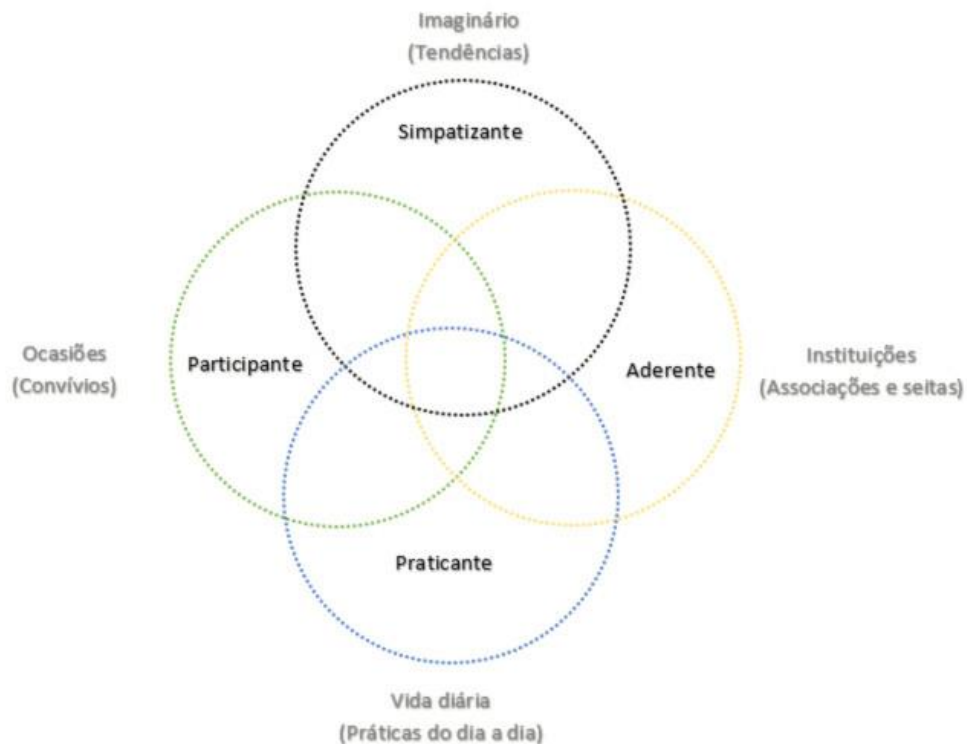 Imaginário
(Tendências)
Simpatizante
Ocasiões
(Convívios)
Participante
Aderente
Instituições
(Associações e seitas)
Praticante
Vida diária
(Práticas do dia a dia)